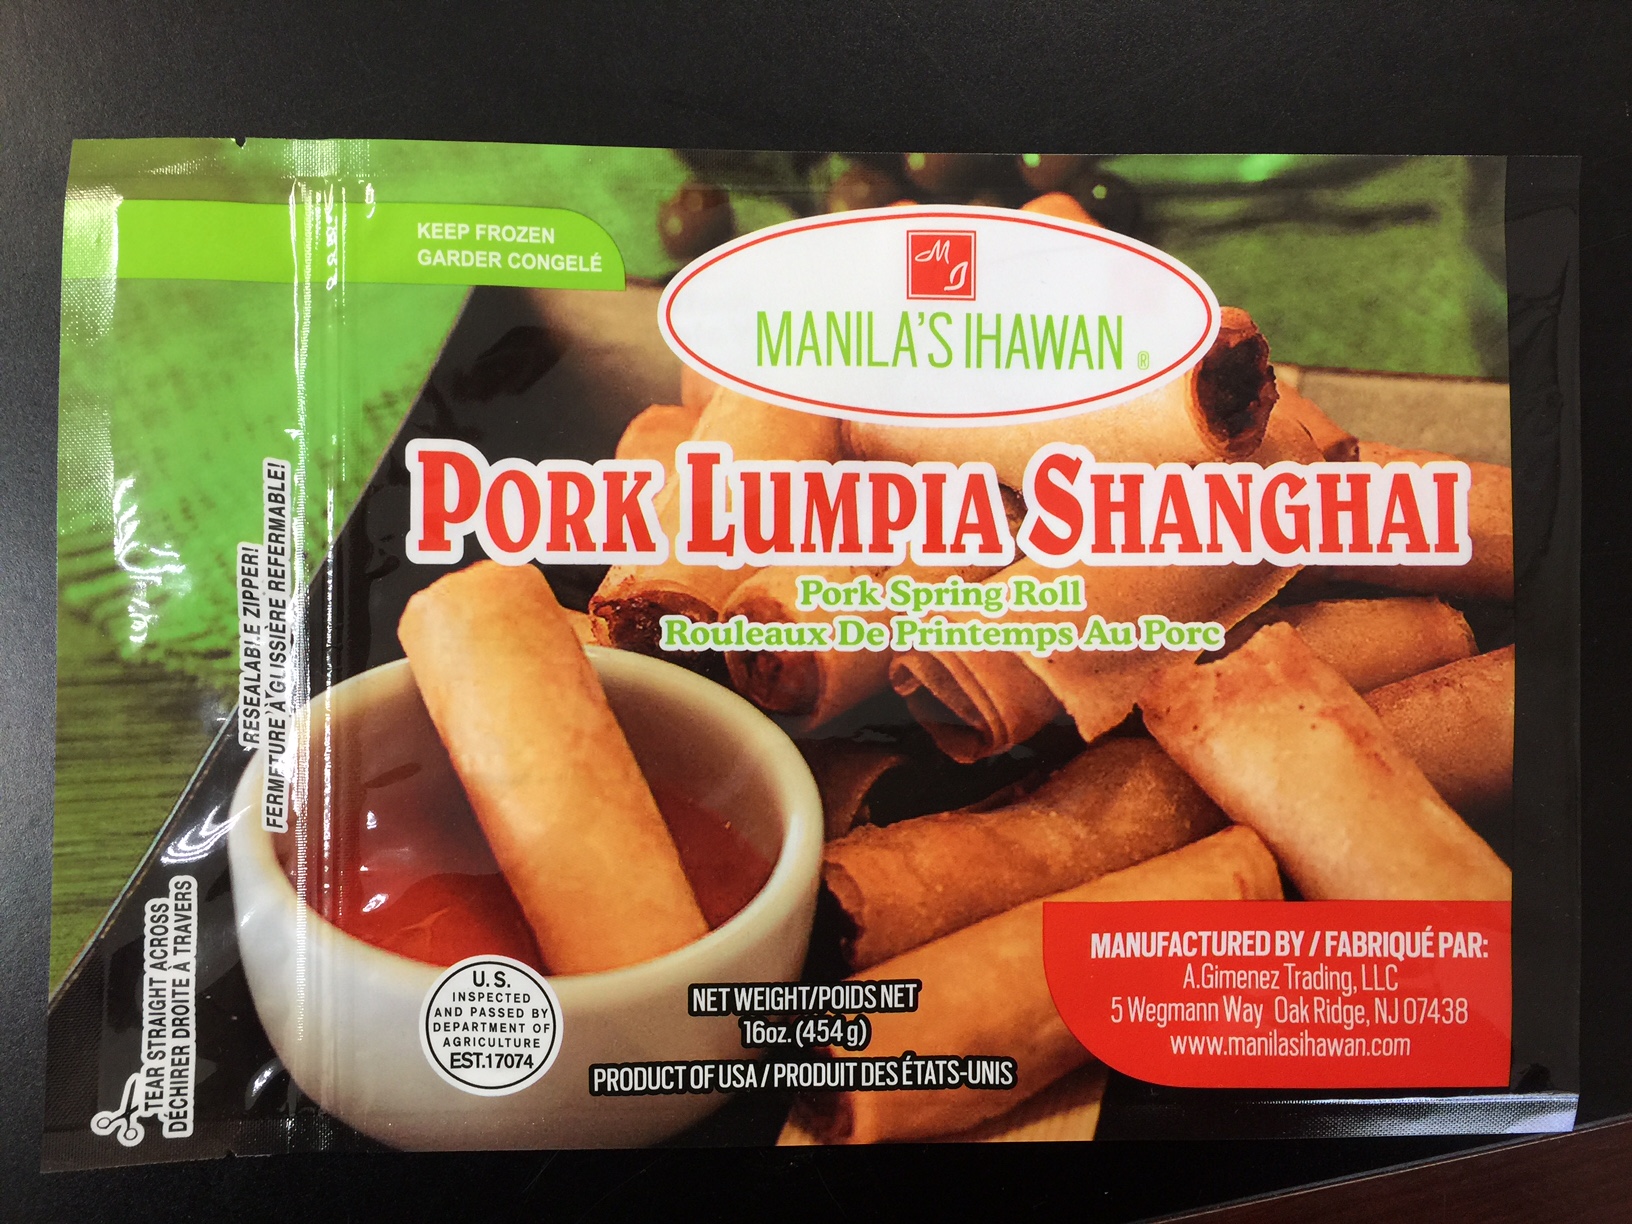 KEEP FROZEN
GARDER CONGELÉ
MJ
MANILA'S IHAWAN ®
PORK LUMPIA SHANGHAI
Pork Spring Roll
Rouleaux De Printemps Au Porc
RESEALABLE ZIPPER!
FERMETURE À GLISSIÈRE REFERMABLE!
TEAR STRAIGHT ACROSS
DÉCHIRER DROITE À TRAVERS
U.S.
INSPECTED
AND PASSED BY
DEPARTMENT OF
AGRICULTURE
EST.17074
NET WEIGHT/POIDS NET
16oz. (454 g)
PRODUCT OF USA / PRODUIT DES ÉTATS-UNIS
MANUFACTURED BY / FABRIQUÉ PAR:
A.Gimenez Trading, LLC
5 Wegmann Way Oak Ridge, NJ 07438
www.manilasihawan.com